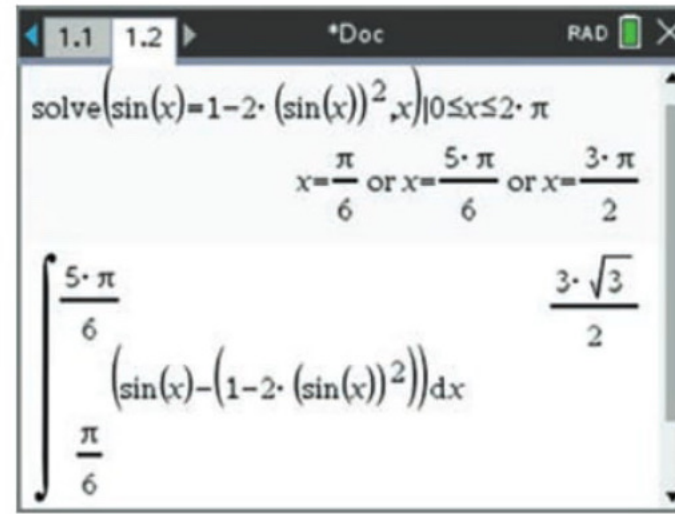 1.1 1.2 *Doc RAD
solve(sin(x)=1−2·(sin(x))²,x)|0≤x≤2·π
x=π/6 or x=5·π/6 or x=3·π/2
∫_{π/6}^{5·π/6} (sin(x)−(1−2·(sin(x))²))dx 3·√3/2